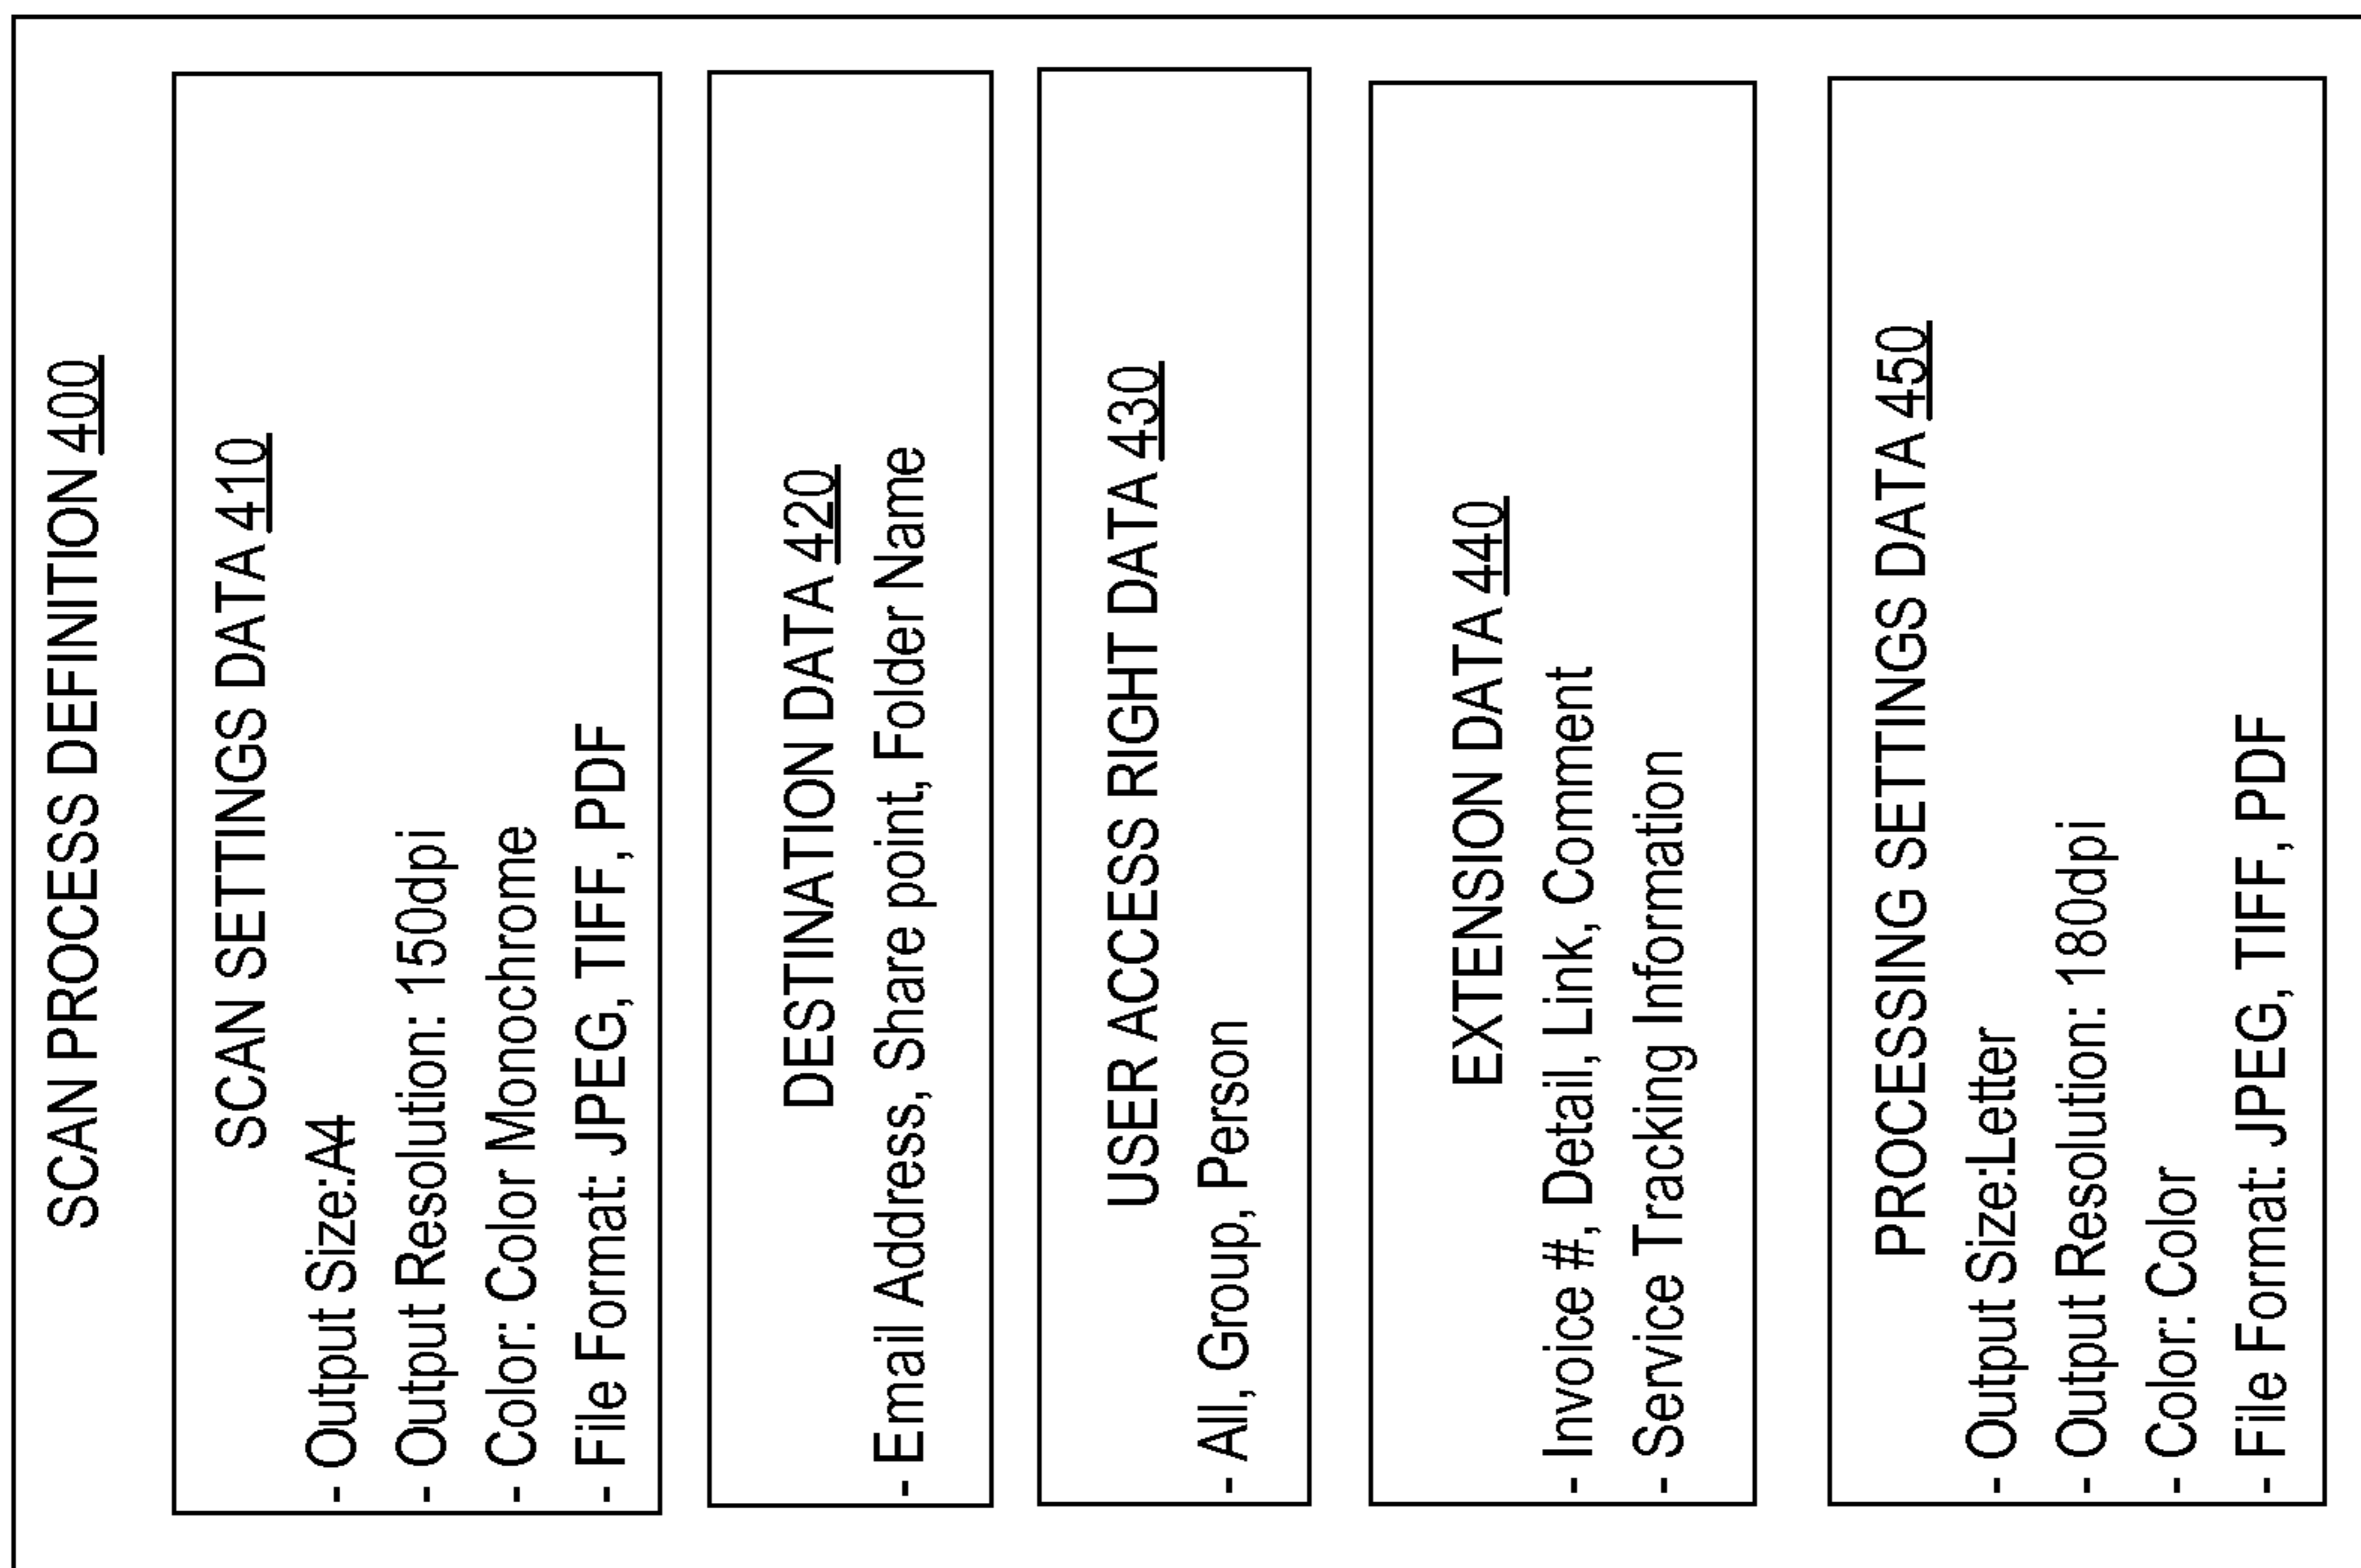 SCAN PROCESS DEFINITION 400
SCAN SETTINGS DATA 410
- Output Size:A4
- Output Resolution: 150dpi
- Color: Color Monochrome
- File Format: JPEG, TIFF, PDF
DESTINATION DATA 420
- Email Address, Share point, Folder Name
USER ACCESS RIGHT DATA 430
- All, Group, Person
EXTENSION DATA 440
- Invoice #, Detail, Link, Comment
- Service Tracking Information
PROCESSING SETTINGS DATA 450
- Output Size:Letter
- Output Resolution: 180dpi
- Color: Color
- File Format: JPEG, TIFF, PDF